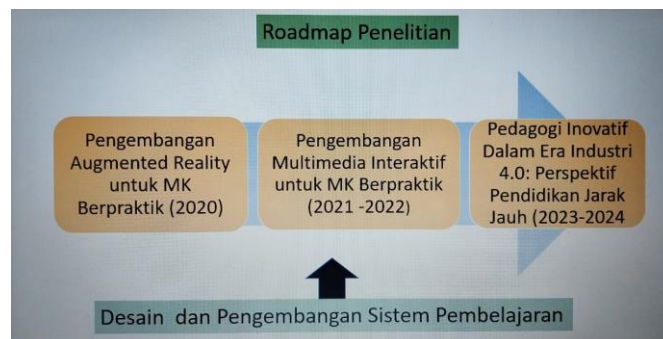 Roadmap Penelitian
Pengembangan
Augmented Reality
untuk MK
Berpraktik (2020)
Pengembangan
Multimedia Interaktif
untuk MK Berpraktik
(2021 -2022)
Pedagogi Inovatif
Dalam Era Industri
4.0: Perspektif
Pendidikan Jarak
Jauh (2023-2024
Desain dan Pengembangan Sistem Pembelajaran